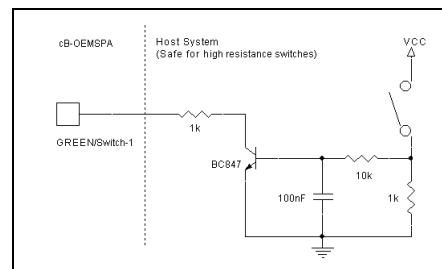 cB-OEMSPA
Host System
(Safe for high resistance switches)
VCC
1k
GREEN/Switch-1
BC847
10k
100nF
1k